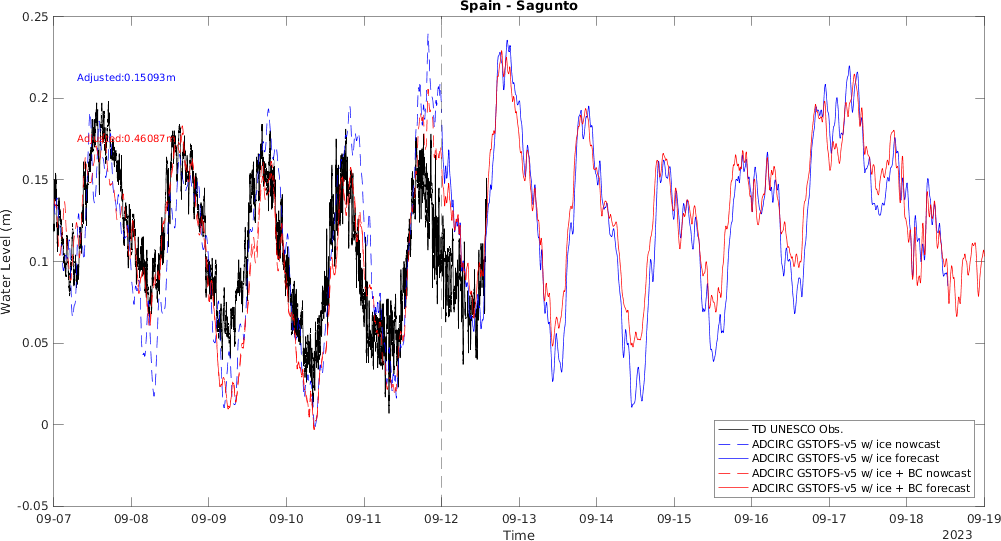 Spain - Sagunto
Water Level (m)
0.25
0.2
0.15
0.1
0.05
0
-0.05
Adjusted:0.15093m
Adjusted:0.46087m
TD UNESCO Obs.
ADCIRC GSTOFS-v5 w/ ice nowcast
ADCIRC GSTOFS-v5 w/ ice forecast
ADCIRC GSTOFS-v5 w/ ice + BC nowcast
ADCIRC GSTOFS-v5 w/ ice + BC forecast
09-07 09-08 09-09 09-10 09-11 09-12 09-13 09-14 09-15 09-16 09-17 09-18 09-19
Time
2023